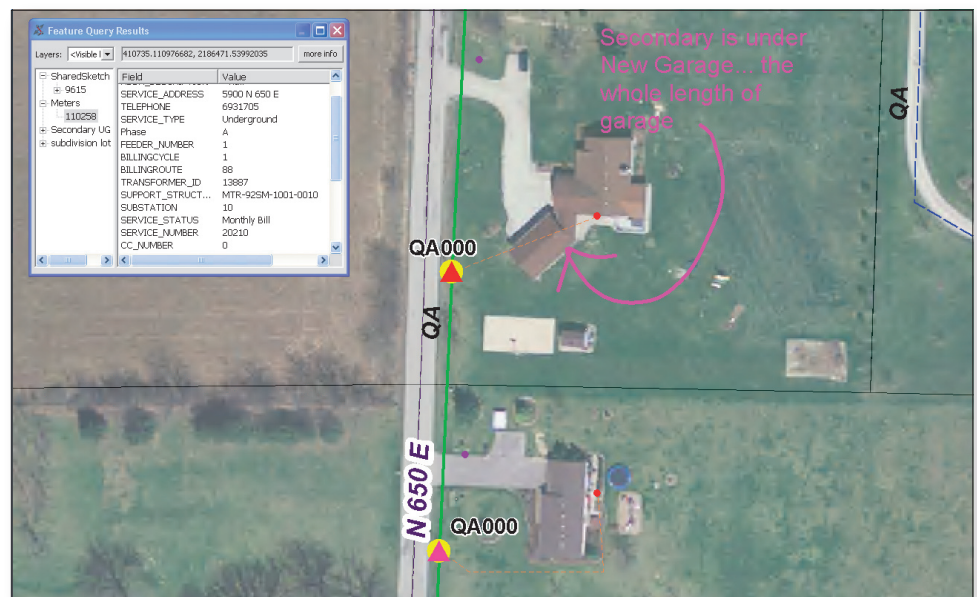 Feature Query Results
Layers: <Visible l 410735.110976682, 2186471.53992035 more info
SharedSketch
9615
Meters
110258
Secondary UG
subdivision lot
Field Value
SERVICE_ADDRESS 5900 N 650 E
TELEPHONE 6931705
SERVICE_TYPE Underground
Phase A
FEEDER_NUMBER 1
BILLINGCYCLE 1
BILLINGROUTE 88
TRANSFORMER_ID 13887
SUPPORT_STRUCT... MTR-92SM-1001-0010
SUBSTATION 10
SERVICE_STATUS Monthly Bill
SERVICE_NUMBER 20210
CC_NUMBER 0
Secondary is under
New Garage... the
whole length of
garage
QA
QA000
QA
N 650 E
QA000